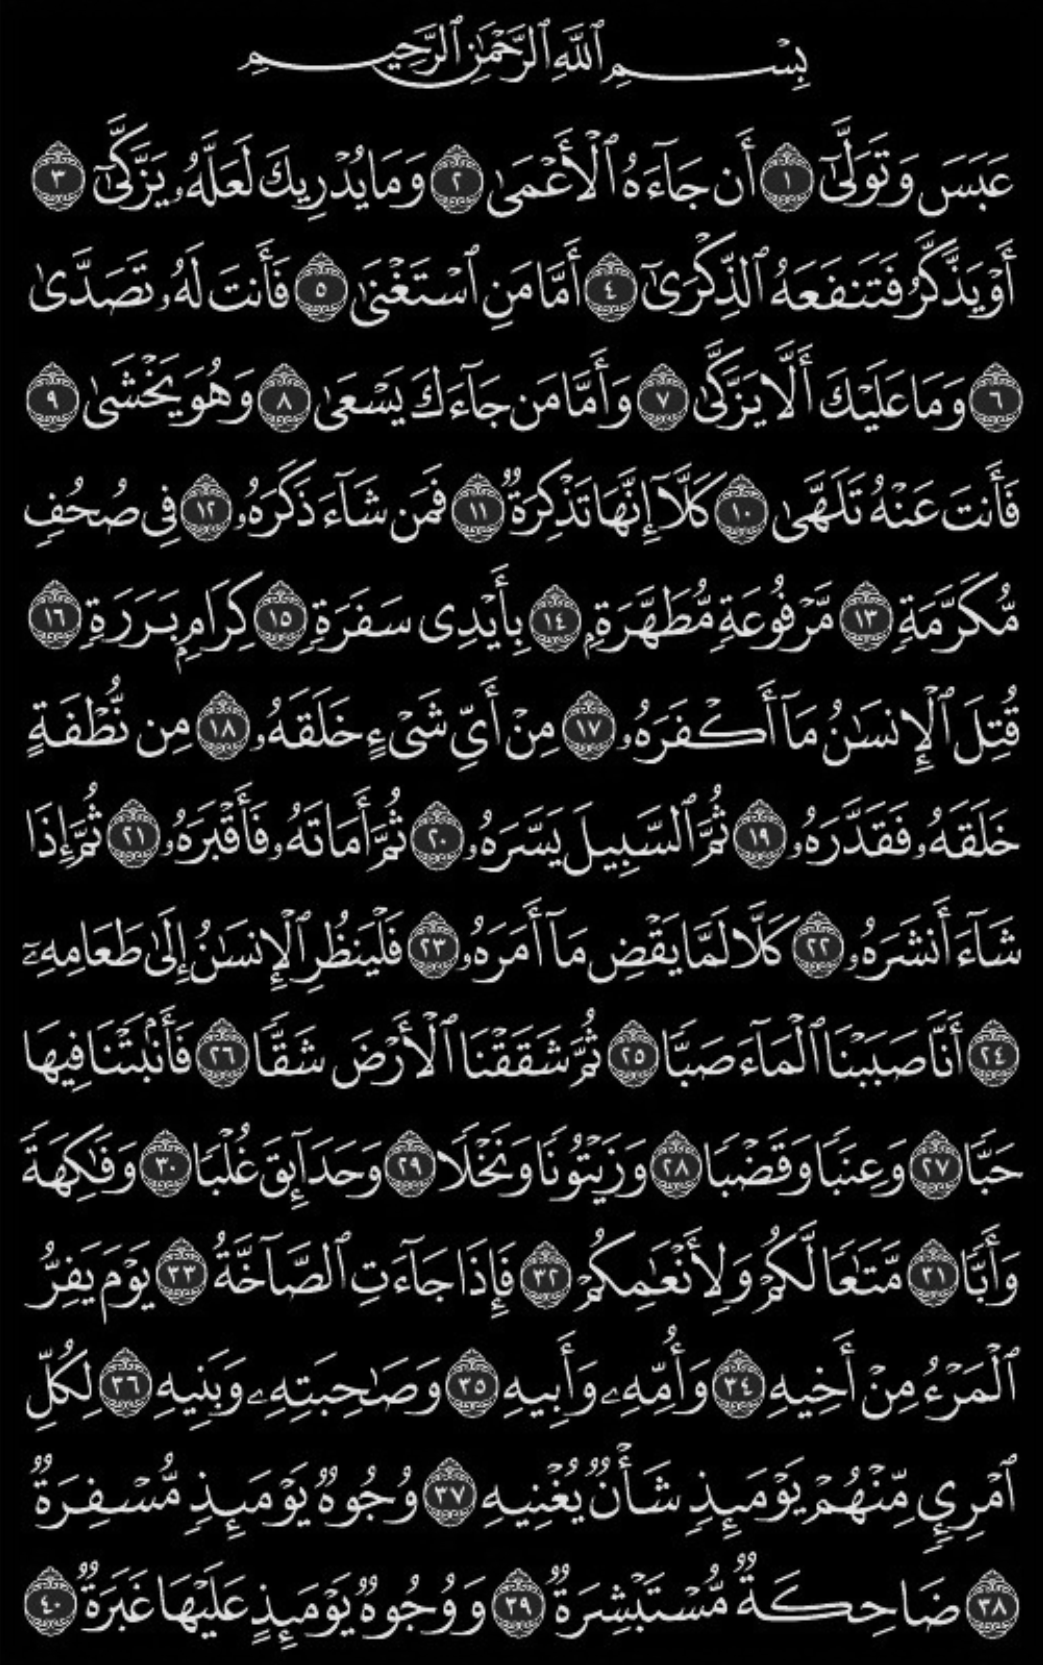 بِسْمِ ٱللَّهِ ٱلرَّحْمَٰنِ ٱلرَّحِيمِ
عَبَسَ وَتَوَلَّىٰٓ ١ أَن جَآءَهُ ٱلْأَعْمَىٰ ٢ وَمَا يُدْرِيكَ لَعَلَّهُۥ يَزَّكَّىٰٓ ٣
أَوْ يَذَّكَّرُ فَتَنفَعَهُ ٱلذِّكْرَىٰٓ ٤ أَمَّا مَنِ ٱسْتَغْنَىٰ ٥ فَأَنتَ لَهُۥ تَصَدَّىٰ
٦ وَمَا عَلَيْكَ أَلَّا يَزَّكَّىٰ ٧ وَأَمَّا مَن جَآءَكَ يَسْعَىٰ ٨ وَهُوَ يَخْشَىٰ ٩
فَأَنتَ عَنْهُ تَلَهَّىٰ ١٠ كَلَّآ إِنَّهَا تَذْكِرَةٌ ١١ فَمَن شَآءَ ذَكَرَهُۥ ١٢ فِى صُحُفٍ
مُّكَرَّمَةٍ ١٣ مَّرْفُوعَةٍ مُّطَهَّرَةٍۭ ١٤ بِأَيْدِى سَفَرَةٍ ١٥ كِرَامٍۭ بَرَرَةٍ ١٦
قُتِلَ ٱلْإِنسَٰنُ مَآ أَكْفَرَهُۥ ١٧ مِنْ أَىِّ شَىْءٍ خَلَقَهُۥ ١٨ مِن نُّطْفَةٍ
خَلَقَهُۥ فَقَدَّرَهُۥ ١٩ ثُمَّ ٱلسَّبِيلَ يَسَّرَهُۥ ٢٠ ثُمَّ أَمَاتَهُۥ فَأَقْبَرَهُۥ ٢١ ثُمَّ إِذَا
شَآءَ أَنشَرَهُۥ ٢٢ كَلَّا لَمَّا يَقْضِ مَآ أَمَرَهُۥ ٢٣ فَلْيَنظُرِ ٱلْإِنسَٰنُ إِلَىٰ طَعَامِهِۦٓ
٢٤ أَنَّا صَبَبْنَا ٱلْمَآءَ صَبًّا ٢٥ ثُمَّ شَقَقْنَا ٱلْأَرْضَ شَقًّا ٢٦ فَأَنۢبَتْنَا فِيهَا
حَبًّا ٢٧ وَعِنَبًا وَقَضْبًا ٢٨ وَزَيْتُونًا وَنَخْلًا ٢٩ وَحَدَآئِقَ غُلْبًا ٣٠ وَفَٰكِهَةً
وَأَبًّا ٣١ مَّتَٰعًا لَّكُمْ وَلِأَنْعَٰمِكُمْ ٣٢ فَإِذَا جَآءَتِ ٱلصَّآخَّةُ ٣٣ يَوْمَ يَفِرُّ
ٱلْمَرْءُ مِنْ أَخِيهِ ٣٤ وَأُمِّهِۦ وَأَبِيهِ ٣٥ وَصَٰحِبَتِهِۦ وَبَنِيهِ ٣٦ لِكُلِّ
ٱمْرِئٍ مِّنْهُمْ يَوْمَئِذٍ شَأْنٌ يُغْنِيهِ ٣٧ وُجُوهٌ يَوْمَئِذٍ مُّسْفِرَةٌ
٣٨ ضَاحِكَةٌ مُّسْتَبْشِرَةٌ ٣٩ وَوُجُوهٌ يَوْمَئِذٍ عَلَيْهَا غَبَرَةٌ ٤٠